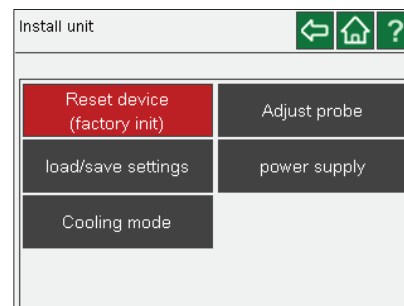 Install unit
?
Reset device
(factory init)
Adjust probe
load/save settings
power supply
Cooling mode